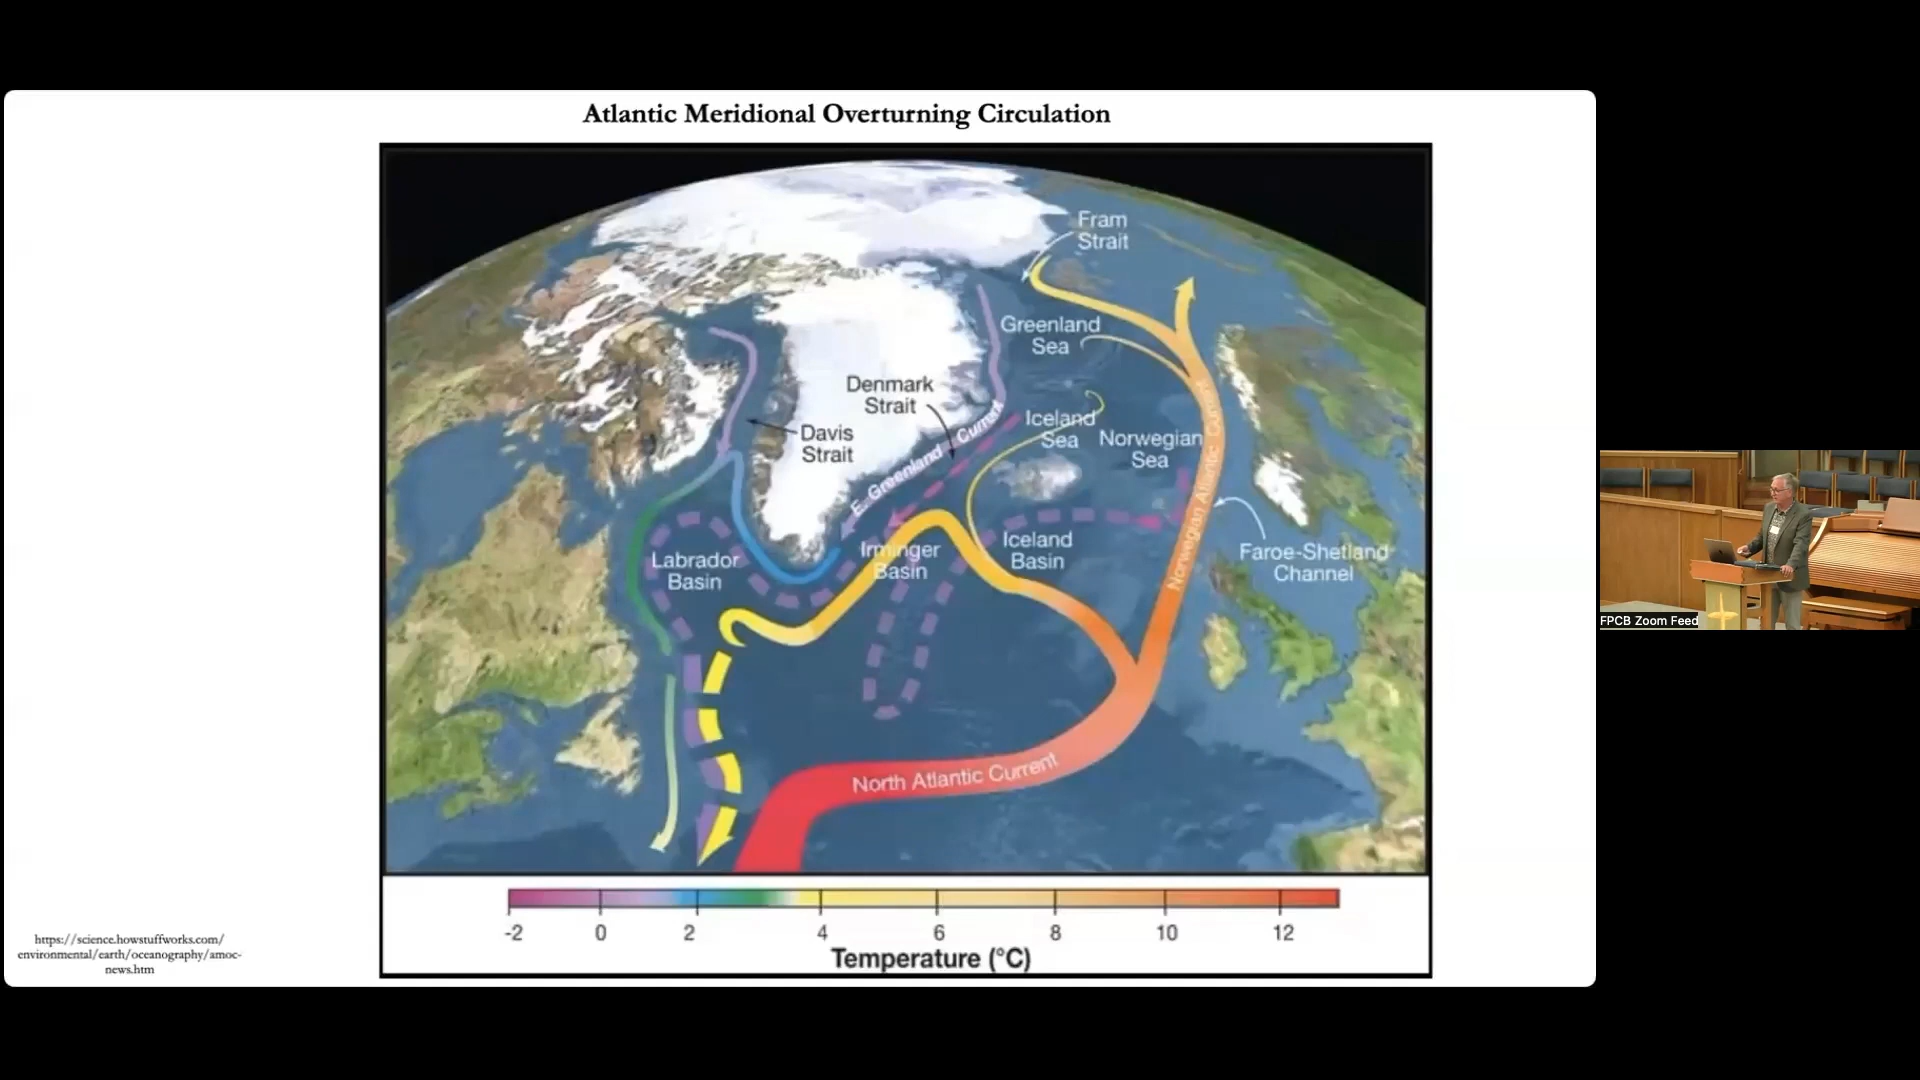 Atlantic Meridional Overturning Circulation
Fram
Strait
Greenland
Sea
Denmark
Strait
Davis
Strait
Iceland
Sea
Norwegian
Sea
E. Greenland Current
Norwegian Atlantic Current
Labrador
Basin
Irminger
Basin
Iceland
Basin
Faroe-Shetland
Channel
North Atlantic Current
-2 0 2 4 6 8 10 12
Temperature (°C)
https://science.howstuffworks.com/
environmental/earth/oceanography/amoc-
news.htm
FPCB Zoom Feed